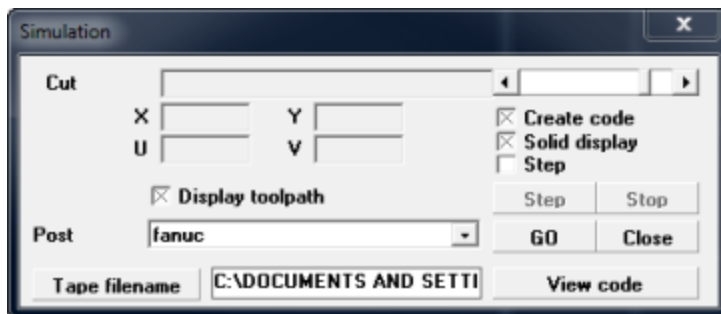 Simulation
Cut
X Y Create code
U V Solid display
Step
Display toolpath Step Stop
Post fanuc GO Close
Tape filename C:\DOCUMENTS AND SETTI View code